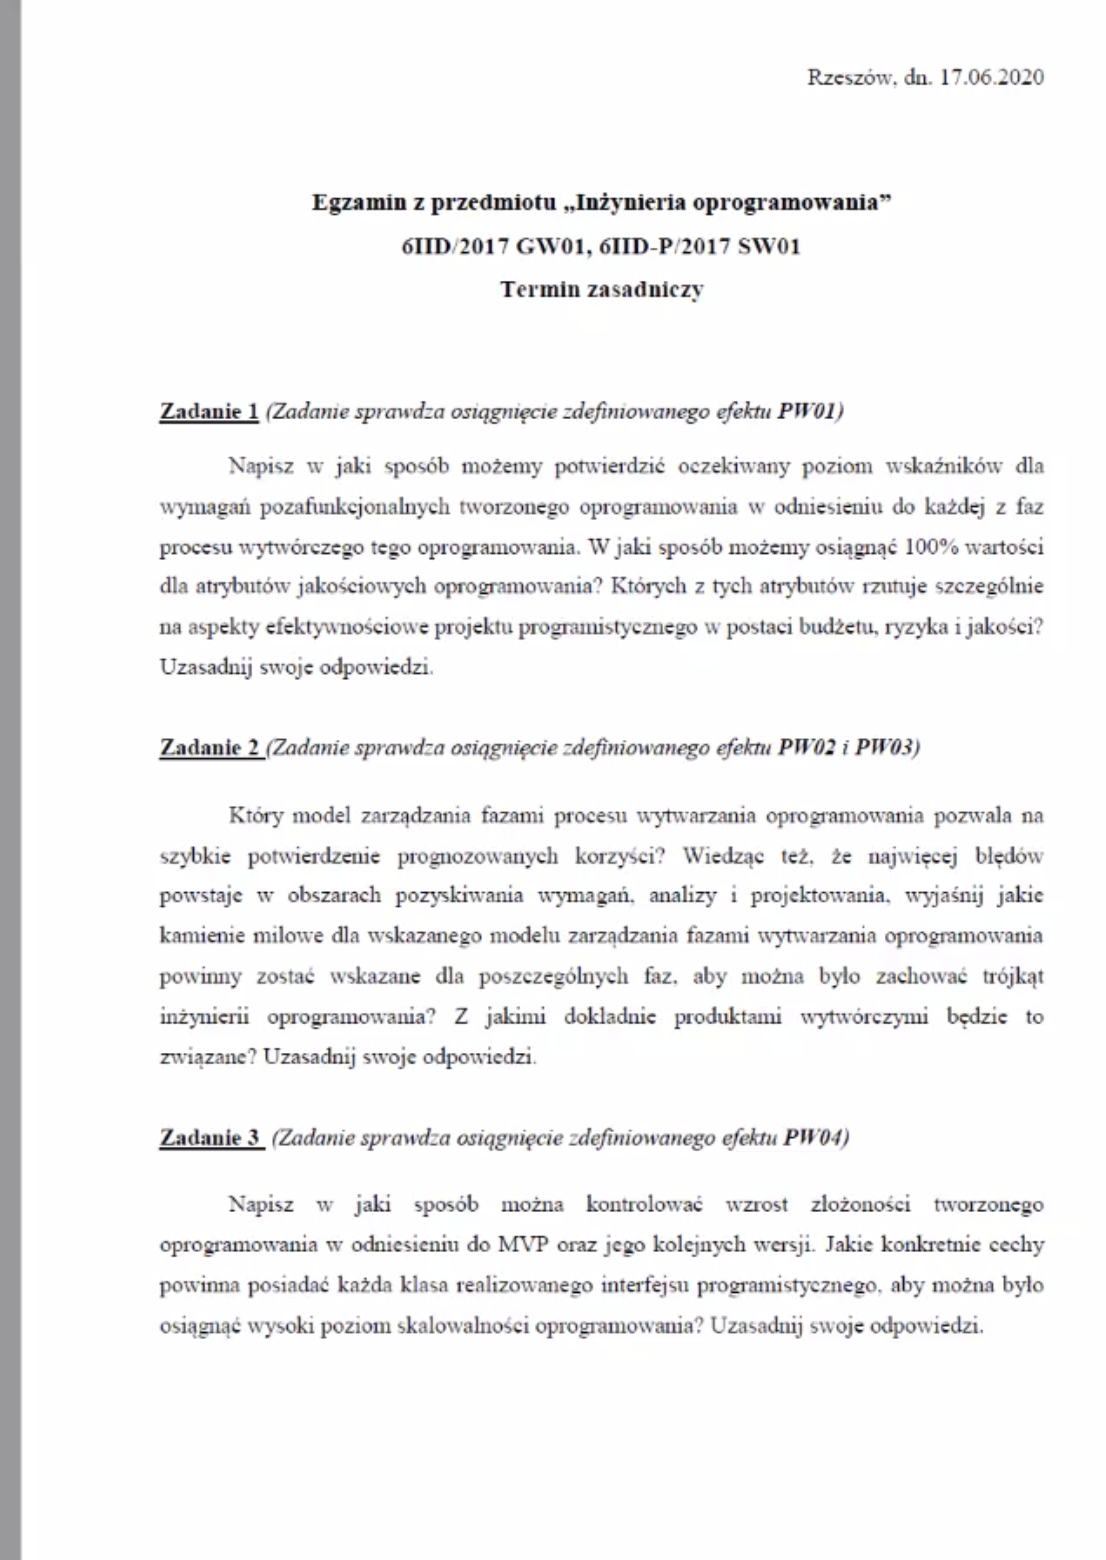 Rzeszów, dn. 17.06.2020
Egzamin z przedmiotu „Inżynieria oprogramowania”
6IID/2017 GW01, 6IID-P/2017 SW01
Termin zasadniczy
Zadanie 1 (Zadanie sprawdza osiągnięcie zdefiniowanego efektu PW01)
Napisz w jaki sposób możemy potwierdzić oczekiwany poziom wskaźników dla
wymagań pozafunkcjonalnych tworzonego oprogramowania w odniesieniu do każdej z faz
procesu wytwórczego tego oprogramowania. W jaki sposób możemy osiągnąć 100% wartości
dla atrybutów jakościowych oprogramowania? Których z tych atrybutów rzutuje szczególnie
na aspekty efektywnościowe projektu programistycznego w postaci budżetu, ryzyka i jakości?
Uzasadnij swoje odpowiedzi.
Zadanie 2 (Zadanie sprawdza osiągnięcie zdefiniowanego efektu PW02 i PW03)
Który model zarządzania fazami procesu wytwarzania oprogramowania pozwala na
szybkie potwierdzenie prognozowanych korzyści? Wiedząc też, że najwięcej błędów
powstaje w obszarach pozyskiwania wymagań, analizy i projektowania, wyjaśnij jakie
kamienie milowe dla wskazanego modelu zarządzania fazami wytwarzania oprogramowania
powinny zostać wskazane dla poszczególnych faz, aby można było zachować trójkąt
inżynierii oprogramowania? Z jakimi dokładnie produktami wytwórczymi będzie to
związane? Uzasadnij swoje odpowiedzi.
Zadanie 3 (Zadanie sprawdza osiągnięcie zdefiniowanego efektu PW04)
Napisz w jaki sposób można kontrolować wzrost złożoności tworzonego
oprogramowania w odniesieniu do MVP oraz jego kolejnych wersji. Jakie konkretnie cechy
powinna posiadać każda klasa realizowanego interfejsu programistycznego, aby można było
osiągnąć wysoki poziom skalowalności oprogramowania? Uzasadnij swoje odpowiedzi.